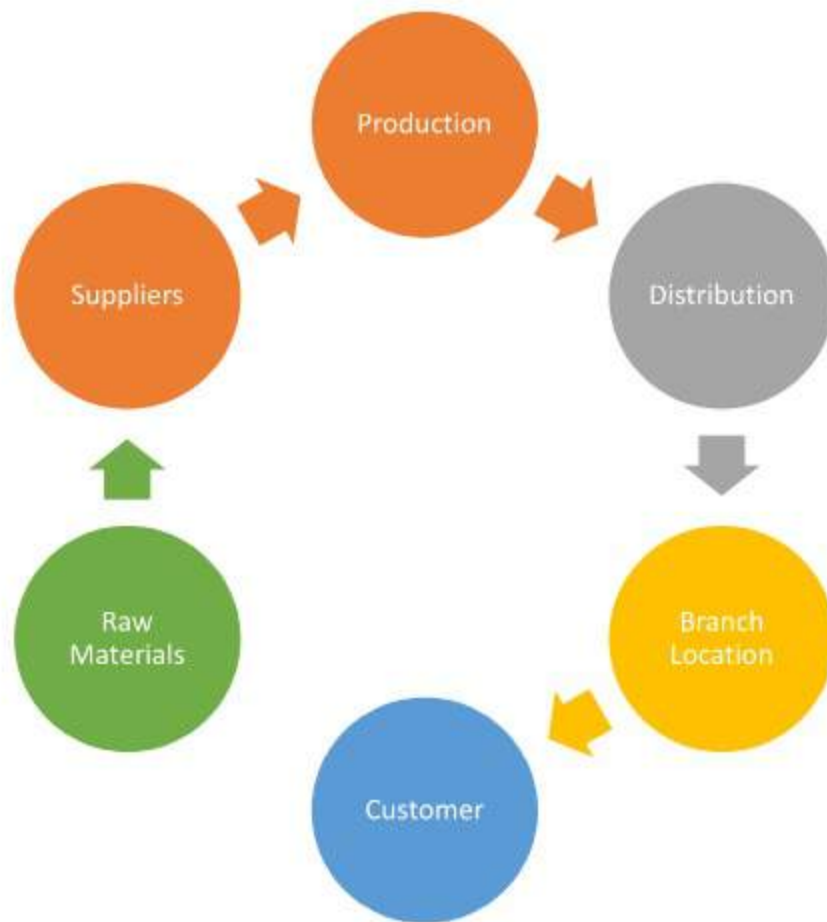 Production
Suppliers
Distribution
Raw
Materials
Branch
Location
Customer